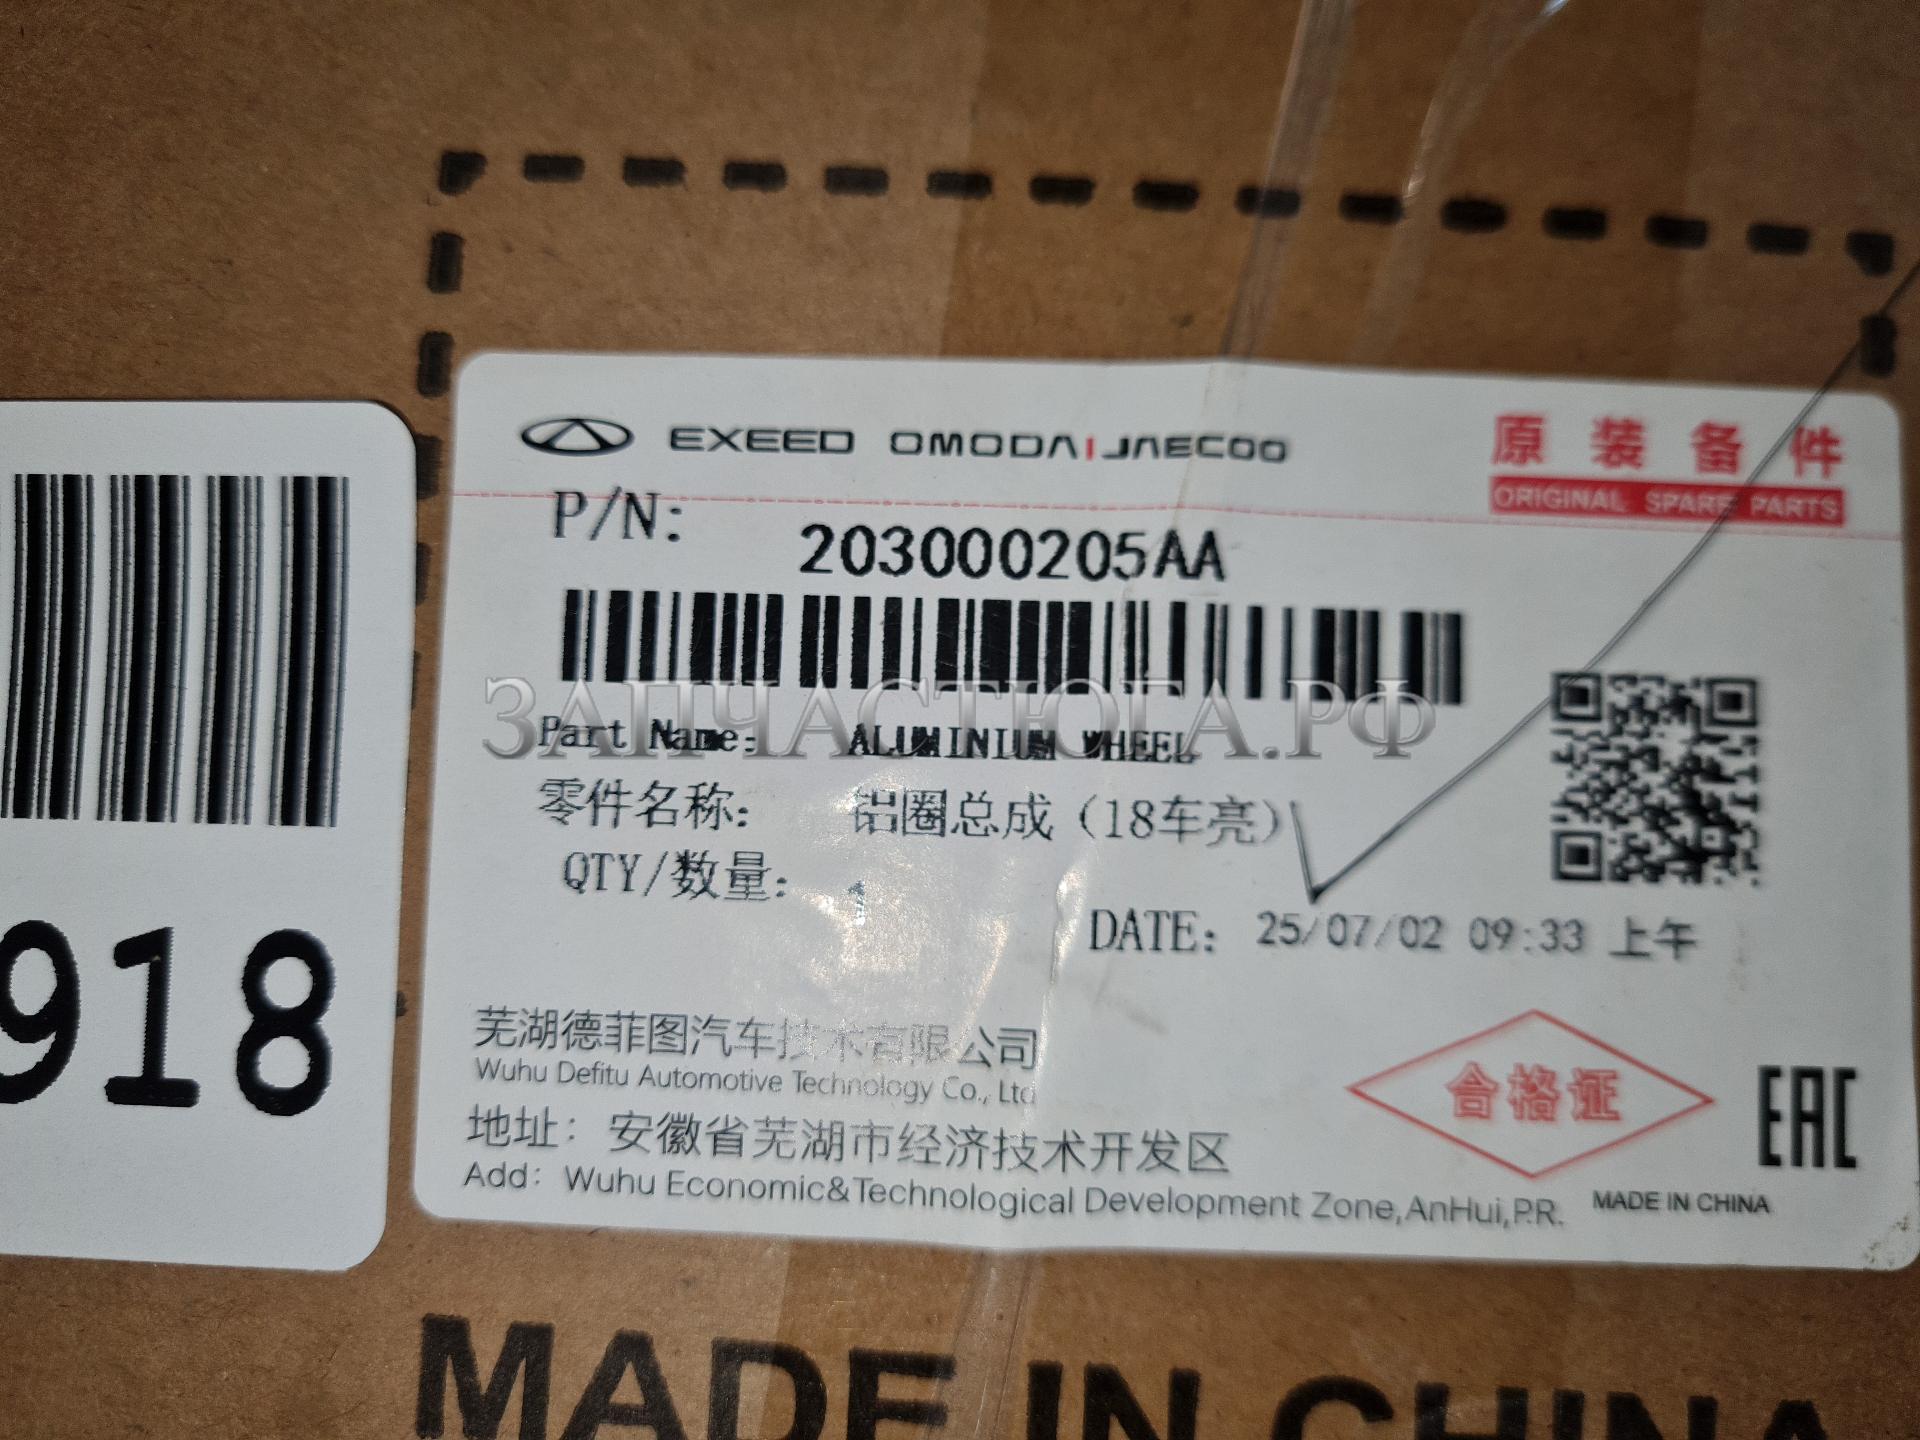 EXEED OMODA|JAECOO
原装备件
ORIGINAL SPARE PARTS
P/N: 203000205AA
ЗАПЧАСТЮГА.РФ
Part Name: ALUMINIUM WHEEL
零件名称: 铝圈总成（18车亮）
QTY/数量: 1
DATE: 25/07/02 09:33 上午
918
芜湖德菲图汽车技术有限公司
Wuhu Defitu Automotive Technology Co., Ltd
地址: 安徽省芜湖市经济技术开发区
Add: Wuhu Economic&Technological Development Zone,AnHui,P.R.
合格证
EAC
MADE IN CHINA
MADE IN CHINA